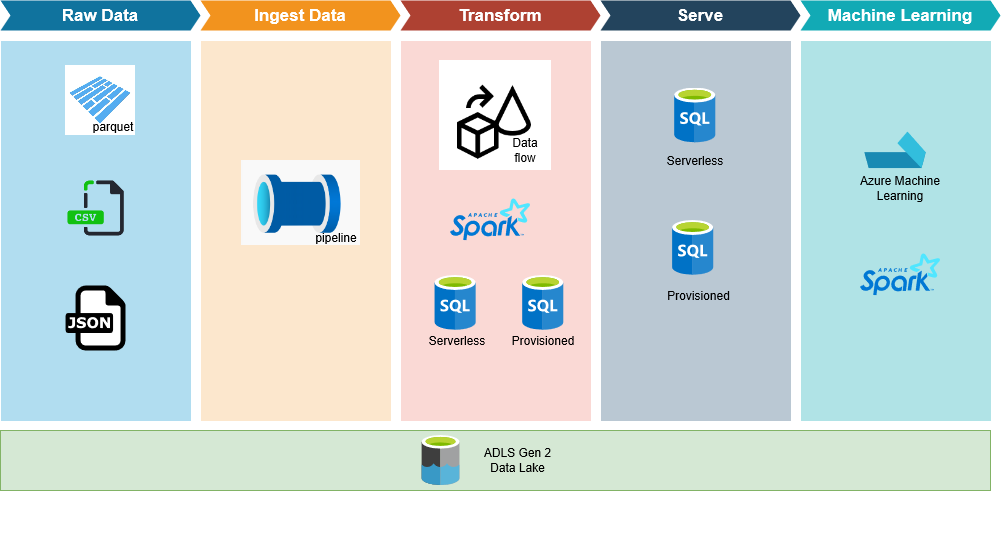 Raw Data
Ingest Data
Transform
Serve
Machine Learning
parquet
CSV
JSON
pipeline
Data
flow
APACHE
Spark
SQL
Serverless
SQL
Provisioned
SQL
Serverless
SQL
Provisioned
Azure Machine
Learning
APACHE
Spark
ADLS Gen 2
Data Lake